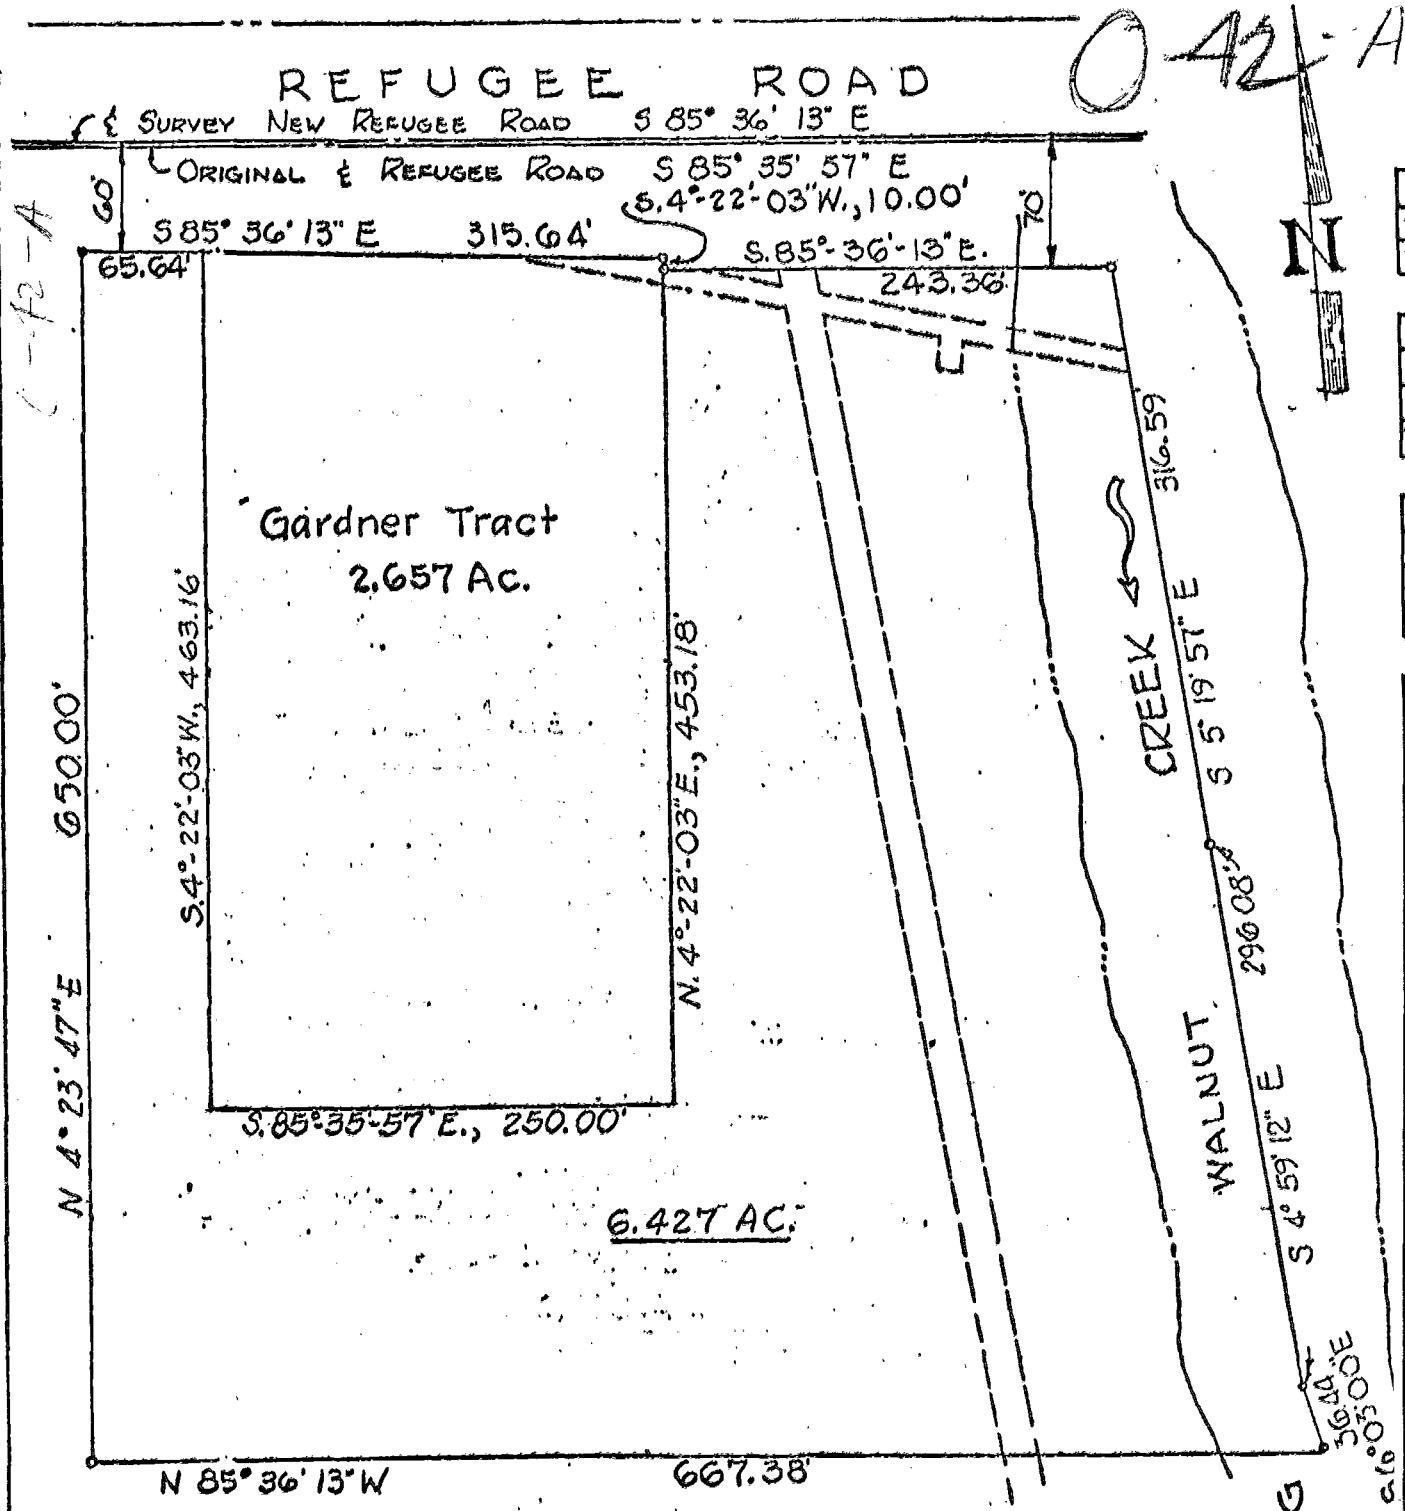 O-42-A
REFUGEE ROAD
℄ SURVEY NEW REFUGEE ROAD S 85° 36' 13" E
ORIGINAL ℄ REFUGEE ROAD S 85° 35' 57" E
S.4°-22'-03"W., 10.00'
60'
70'
S 85° 36' 13" E 315.64'
S.85°-36'-13"E.
65.64'
243.36'
N
316.59'
Gardner Tract
2.657 Ac.
S.4°-22'-03"W., 463.16'
N.4°-22'-03"E., 453.18'
650.00'
N 4° 23' 47" E
CREEK
S 5° 19' 57" E
296.08'
WALNUT
S 4° 59' 12" E
S.85°-35'-57"E., 250.00'
6.427 AC.
36.44'
03'00"E
N 85° 36' 13" W 667.38'
G